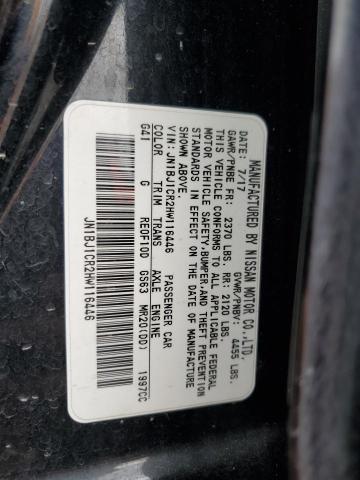 MANUFACTURED BY NISSAN MOTOR CO.,LTD.
DATE: 7/17 GVWR/PNBV: 4455 LBS.
GAWR/PNBE FR: 2370 LBS. RR: 2120 LBS.
THIS VEHICLE CONFORMS TO ALL APPLICABLE FEDERAL
MOTOR VEHICLE SAFETY,BUMPER,AND THEFT PREVENTION
STANDARDS IN EFFECT ON THE DATE OF MANUFACTURE
SHOWN ABOVE.
VIN:JN1BJ1CR2HW116446 PASSENGER CAR
COLOR TRIM TRANS AXLE ENGINE
G41 G RE0F10D GS63 MR20(DD) 1997CC
JN1BJ1CR2HW116446